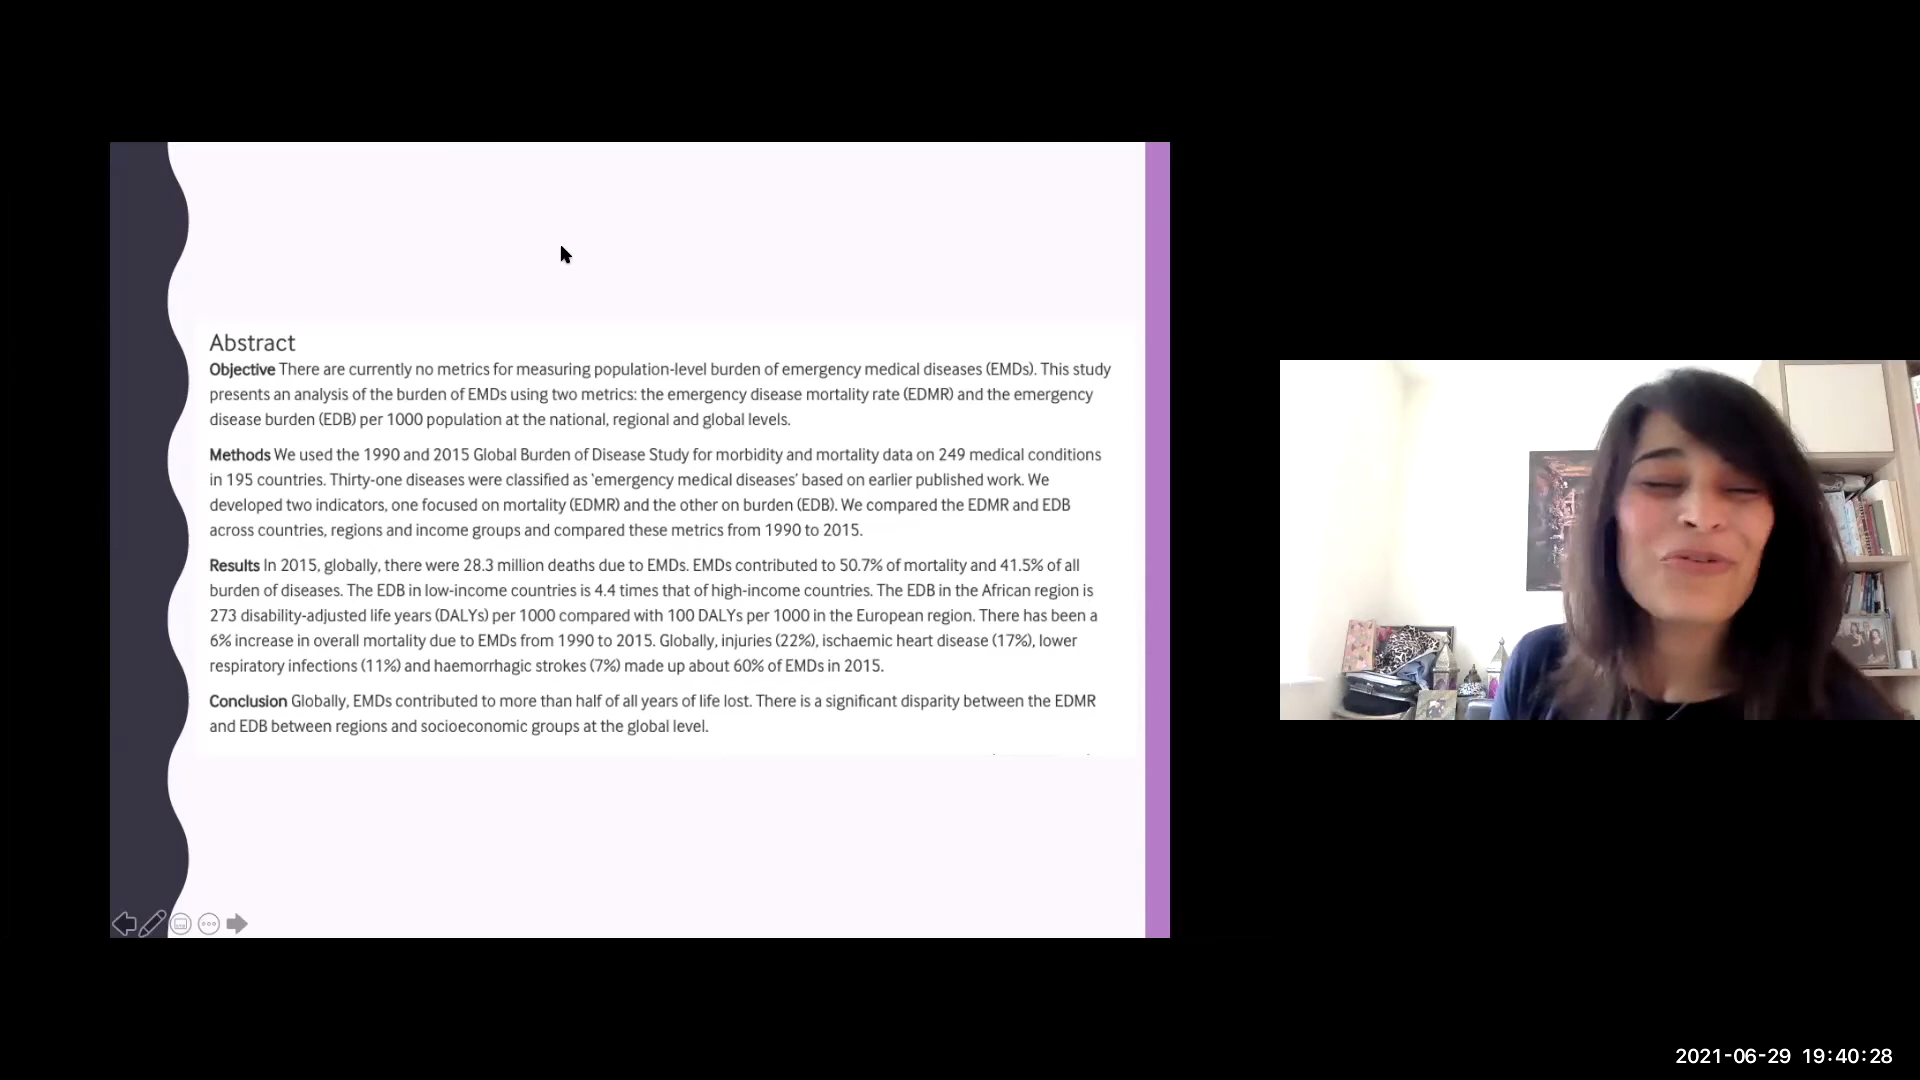 Abstract
Objective There are currently no metrics for measuring population-level burden of emergency medical diseases (EMDs). This study
presents an analysis of the burden of EMDs using two metrics: the emergency disease mortality rate (EDMR) and the emergency
disease burden (EDB) per 1000 population at the national, regional and global levels.
Methods We used the 1990 and 2015 Global Burden of Disease Study for morbidity and mortality data on 249 medical conditions
in 195 countries. Thirty-one diseases were classified as ‘emergency medical diseases’ based on earlier published work. We
developed two indicators, one focused on mortality (EDMR) and the other on burden (EDB). We compared the EDMR and EDB
across countries, regions and income groups and compared these metrics from 1990 to 2015.
Results In 2015, globally, there were 28.3 million deaths due to EMDs. EMDs contributed to 50.7% of mortality and 41.5% of all
burden of diseases. The EDB in low-income countries is 4.4 times that of high-income countries. The EDB in the African region is
273 disability-adjusted life years (DALYs) per 1000 compared with 100 DALYs per 1000 in the European region. There has been a
6% increase in overall mortality due to EMDs from 1990 to 2015. Globally, injuries (22%), ischaemic heart disease (17%), lower
respiratory infections (11%) and haemorrhagic strokes (7%) made up about 60% of EMDs in 2015.
Conclusion Globally, EMDs contributed to more than half of all years of life lost. There is a significant disparity between the EDMR
and EDB between regions and socioeconomic groups at the global level.
2021-06-29 19:40:28